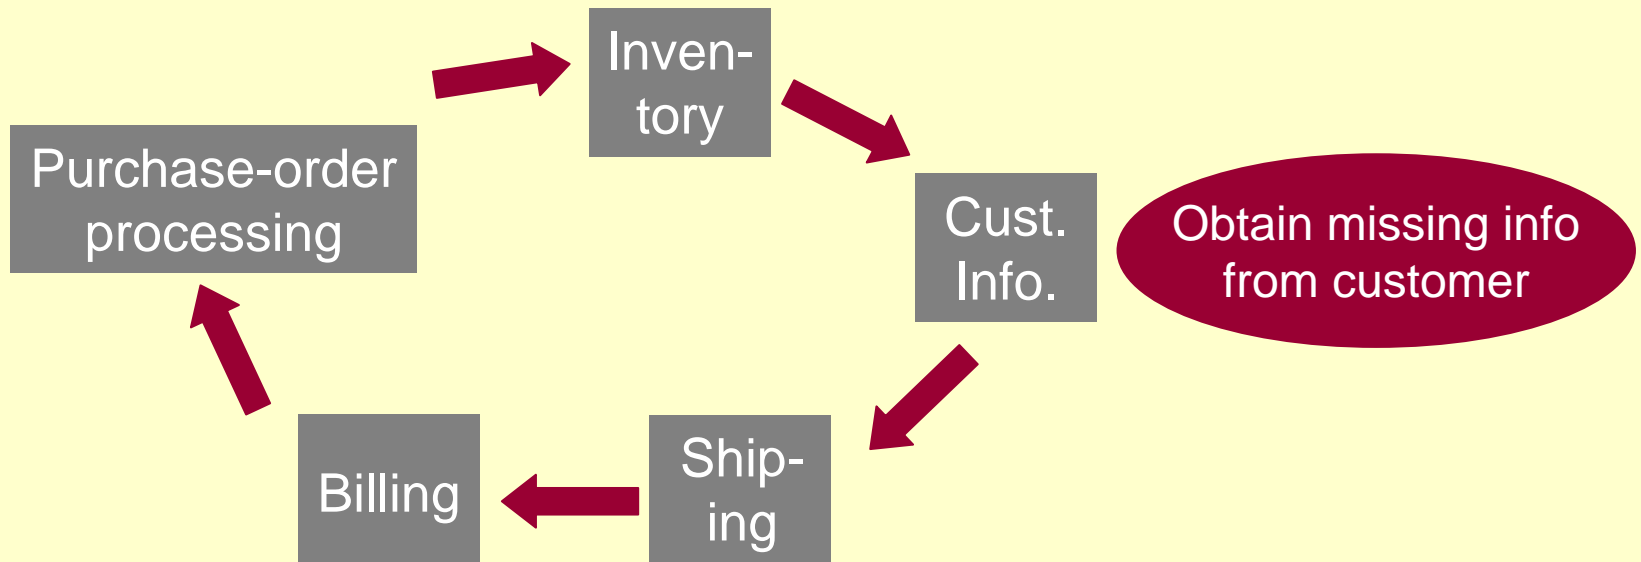 Inven-
tory
Purchase-order
processing
Cust.
Info.
Obtain missing info
from customer
Ship-
ing
Billing